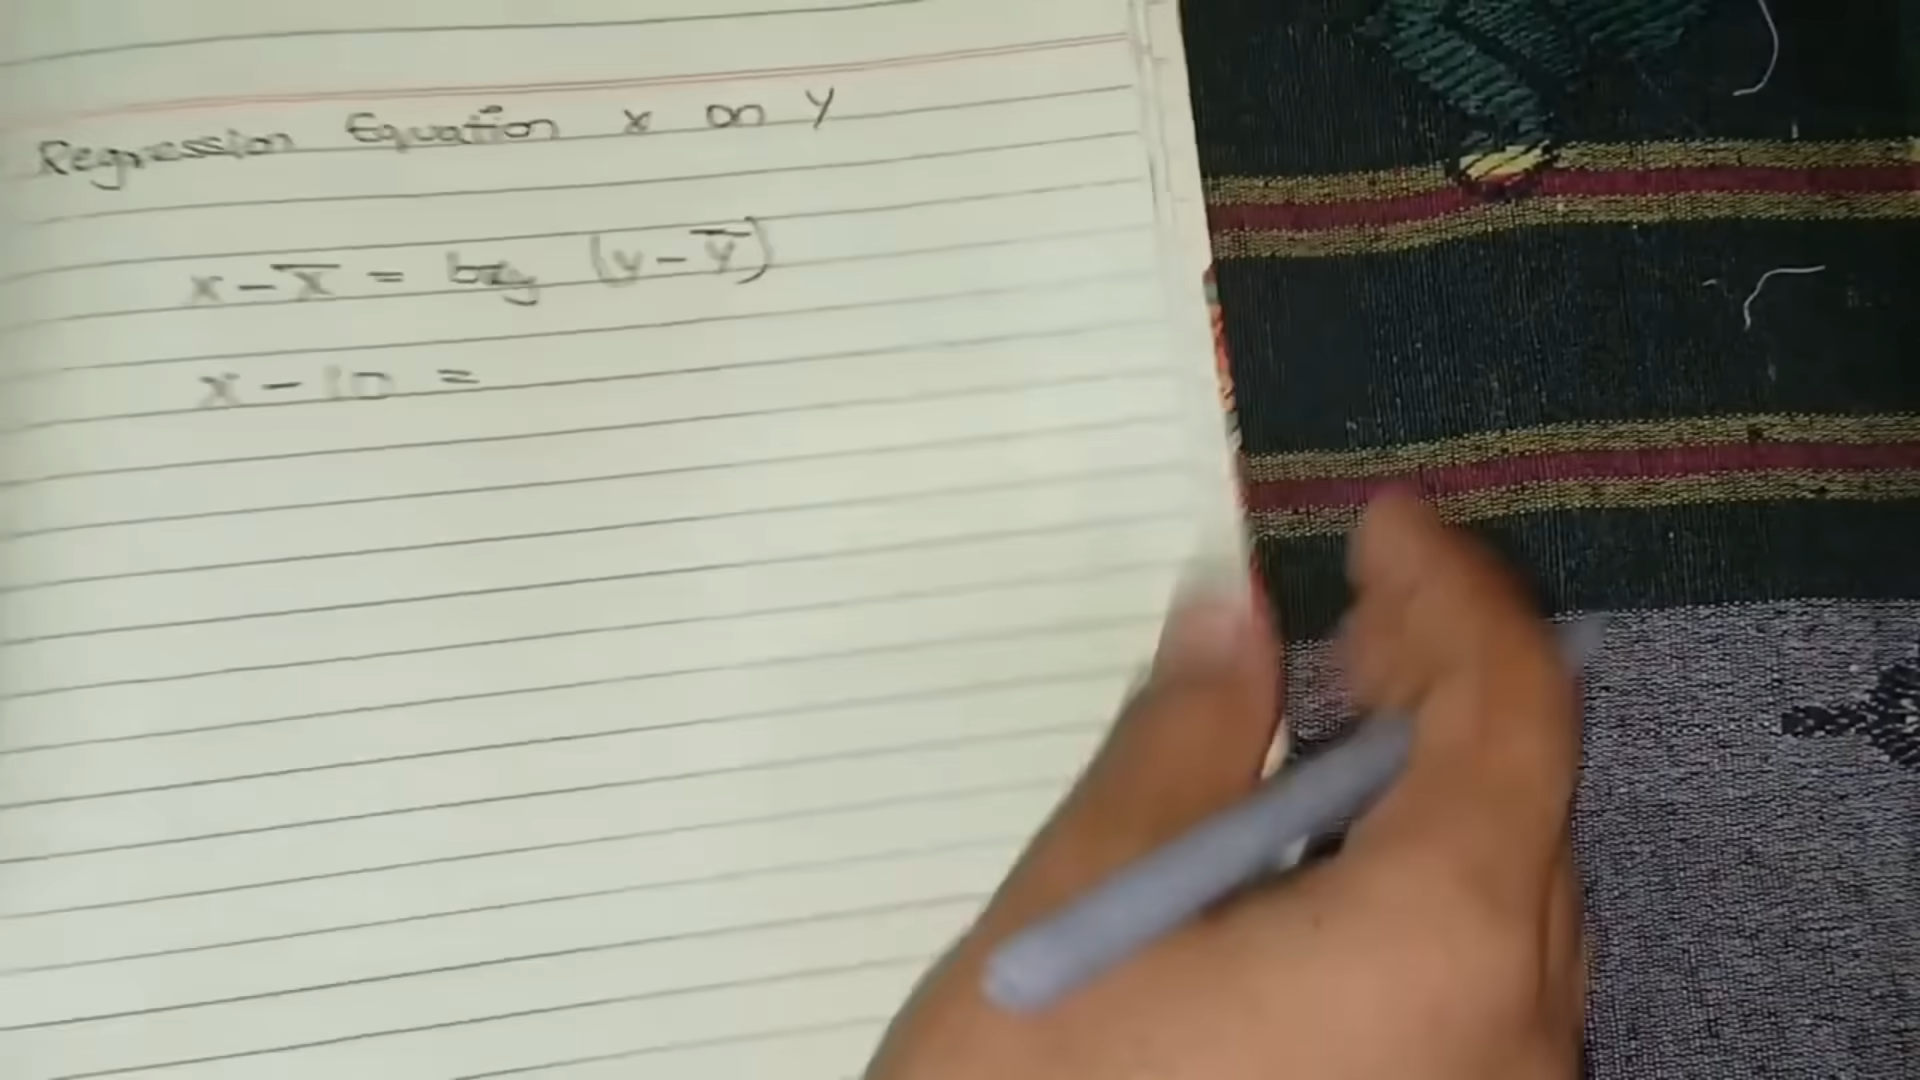 Regression Equation x on y
x - x̅ = bxy (y - y̅)
x - 10 =